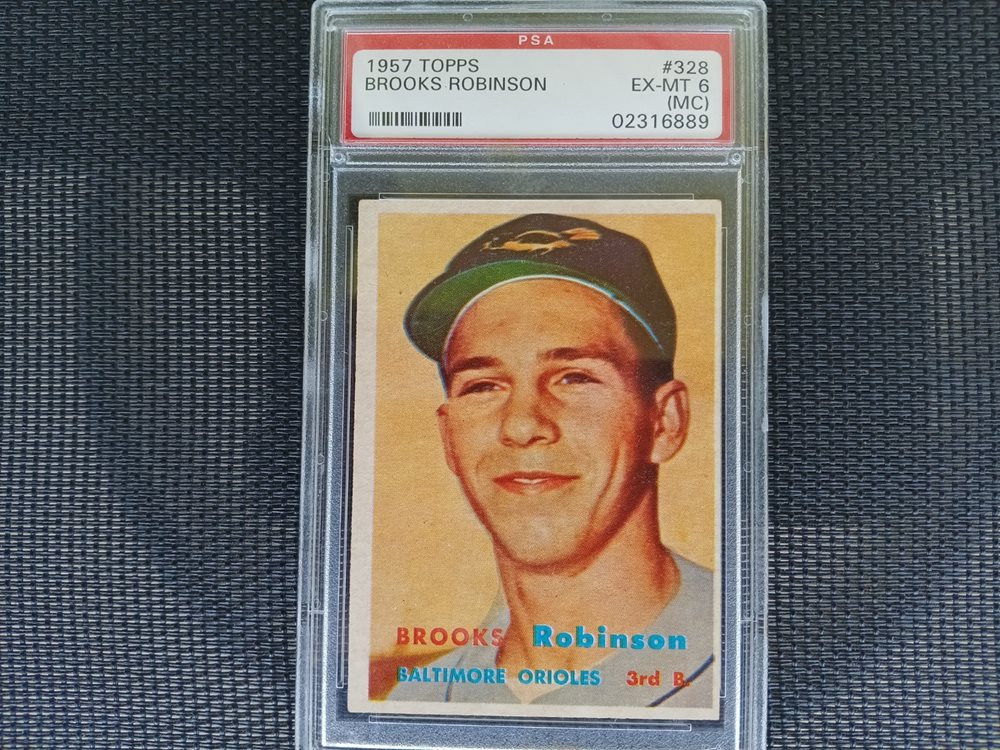 PSA
1957 TOPPS #328
BROOKS ROBINSON EX-MT 6
(MC)
02316889
BROOKS Robinson
BALTIMORE ORIOLES 3rd B.